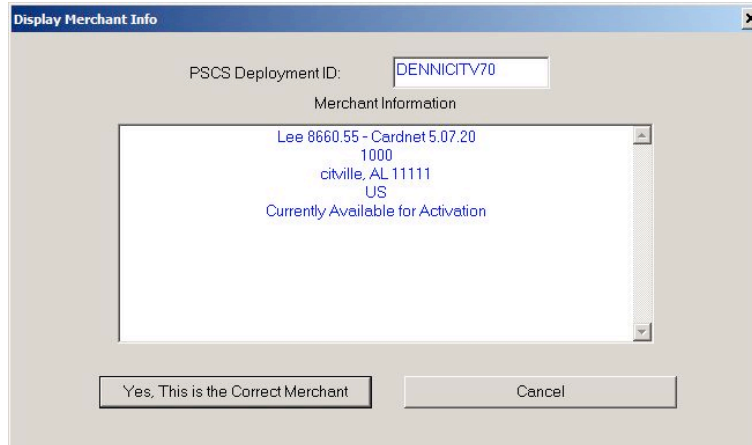 Display Merchant Info
PSCS Deployment ID: DENNICITV70
Merchant Information
Lee 8660.55 - Cardnet 5.07.20
1000
citville, AL 11111
US
Currently Available for Activation
Yes, This is the Correct Merchant Cancel